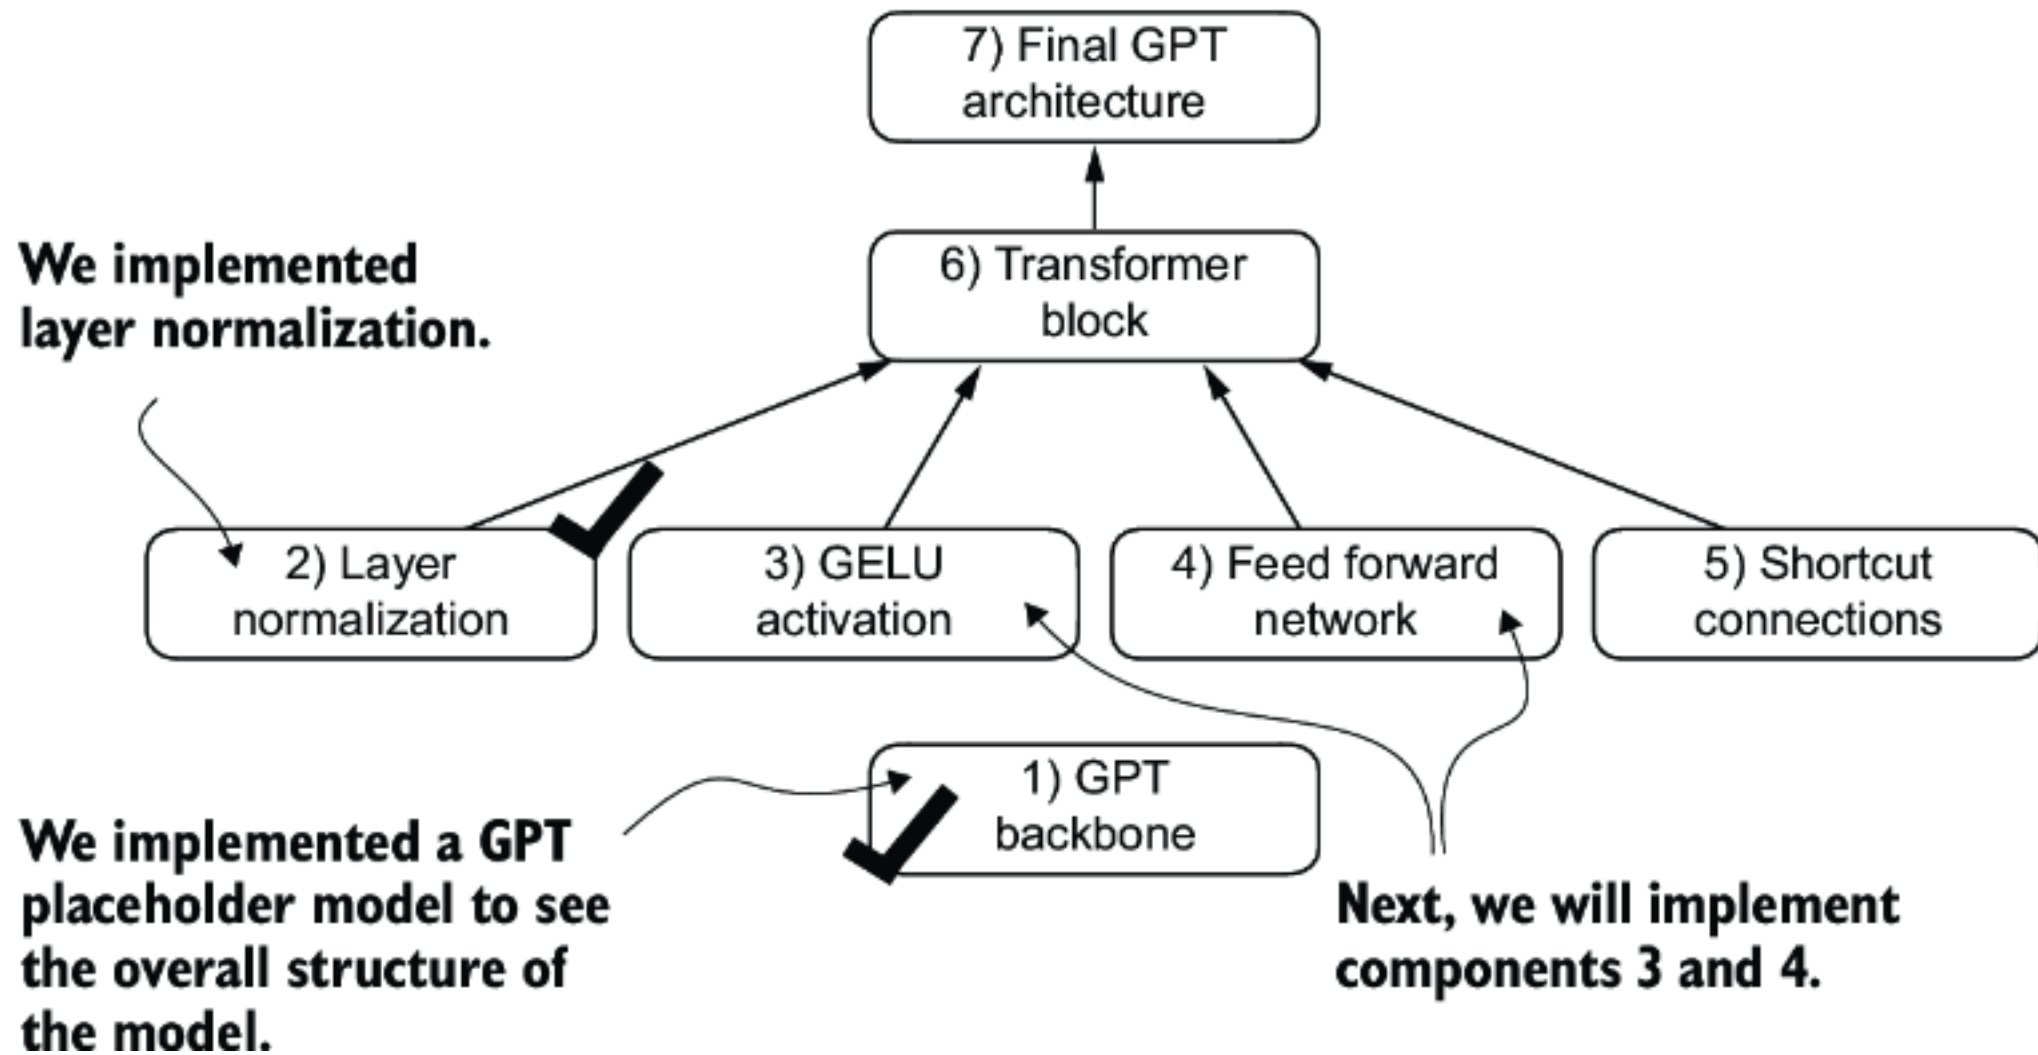 7) Final GPT
architecture
6) Transformer
block
We implemented
layer normalization.
2) Layer
normalization
3) GELU
activation
4) Feed forward
network
5) Shortcut
connections
1) GPT
backbone
We implemented a GPT
placeholder model to see
the overall structure of
the model.
Next, we will implement
components 3 and 4.